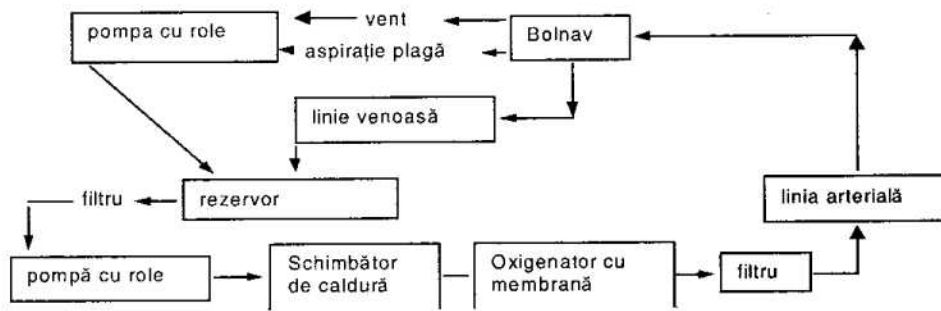 pompa cu role
vent
aspirație plagă
Bolnav
linie venoasă
filtru
rezervor
linia arterială
pompă cu role
Schimbător
de caldură
Oxigenator cu
membrană
filtru